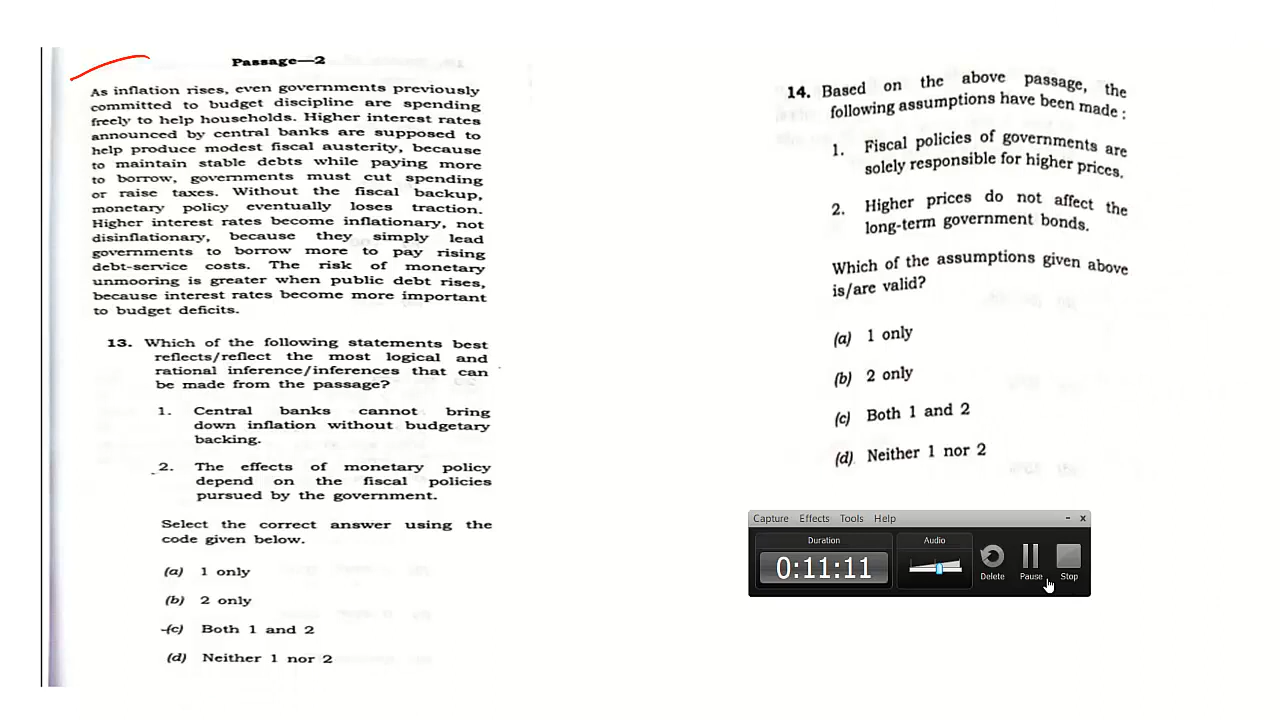 Passage—2
As inflation rises, even governments previously
committed to budget discipline are spending
freely to help households. Higher interest rates
announced by central banks are supposed to
help produce modest fiscal austerity, because
to maintain stable debts while paying more
to borrow, governments must cut spending
or raise taxes. Without the fiscal backup,
monetary policy eventually loses traction.
Higher interest rates become inflationary, not
disinflationary, because they simply lead
governments to borrow more to pay rising
debt-service costs. The risk of monetary
unmooring is greater when public debt rises,
because interest rates become more important
to budget deficits.
13. Which of the following statements best
reflects/reflect the most logical and
rational inference/inferences that can
be made from the passage?
1. Central banks cannot bring
down inflation without budgetary
backing.
2. The effects of monetary policy
depend on the fiscal policies
pursued by the government.
Select the correct answer using the
code given below.
(a) 1 only
(b) 2 only
(c) Both 1 and 2
(d) Neither 1 nor 2
14. Based on the above passage, the
following assumptions have been made :
1. Fiscal policies of governments are
solely responsible for higher prices.
2. Higher prices do not affect the
long-term government bonds.
Which of the assumptions given above
is/are valid?
(a) 1 only
(b) 2 only
(c) Both 1 and 2
(d) Neither 1 nor 2
Capture Effects Tools Help
Duration Audio
0:11:11
Delete Pause Stop